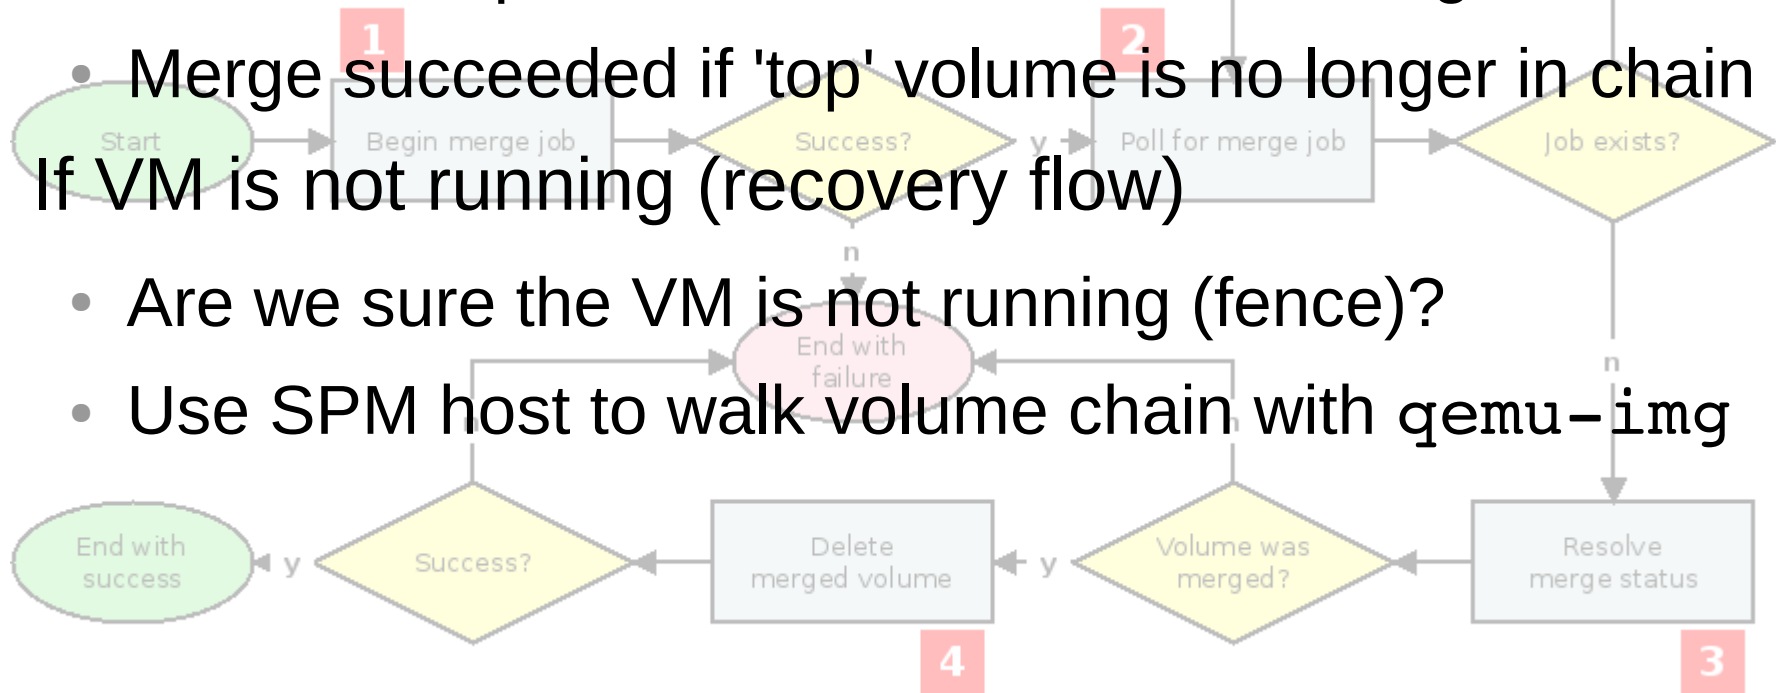 1
2
• Merge succeeded if 'top' volume is no longer in chain
Start
Begin merge job
Success?
y
Poll for merge job
Job exists?
If VM is not running (recovery flow)
n
• Are we sure the VM is not running (fence)?
End with
failure
n
• Use SPM host to walk volume chain with qemu-img
End with
success
y
Success?
Delete
merged volume
y
Volume was
merged?
Resolve
merge status
4
3